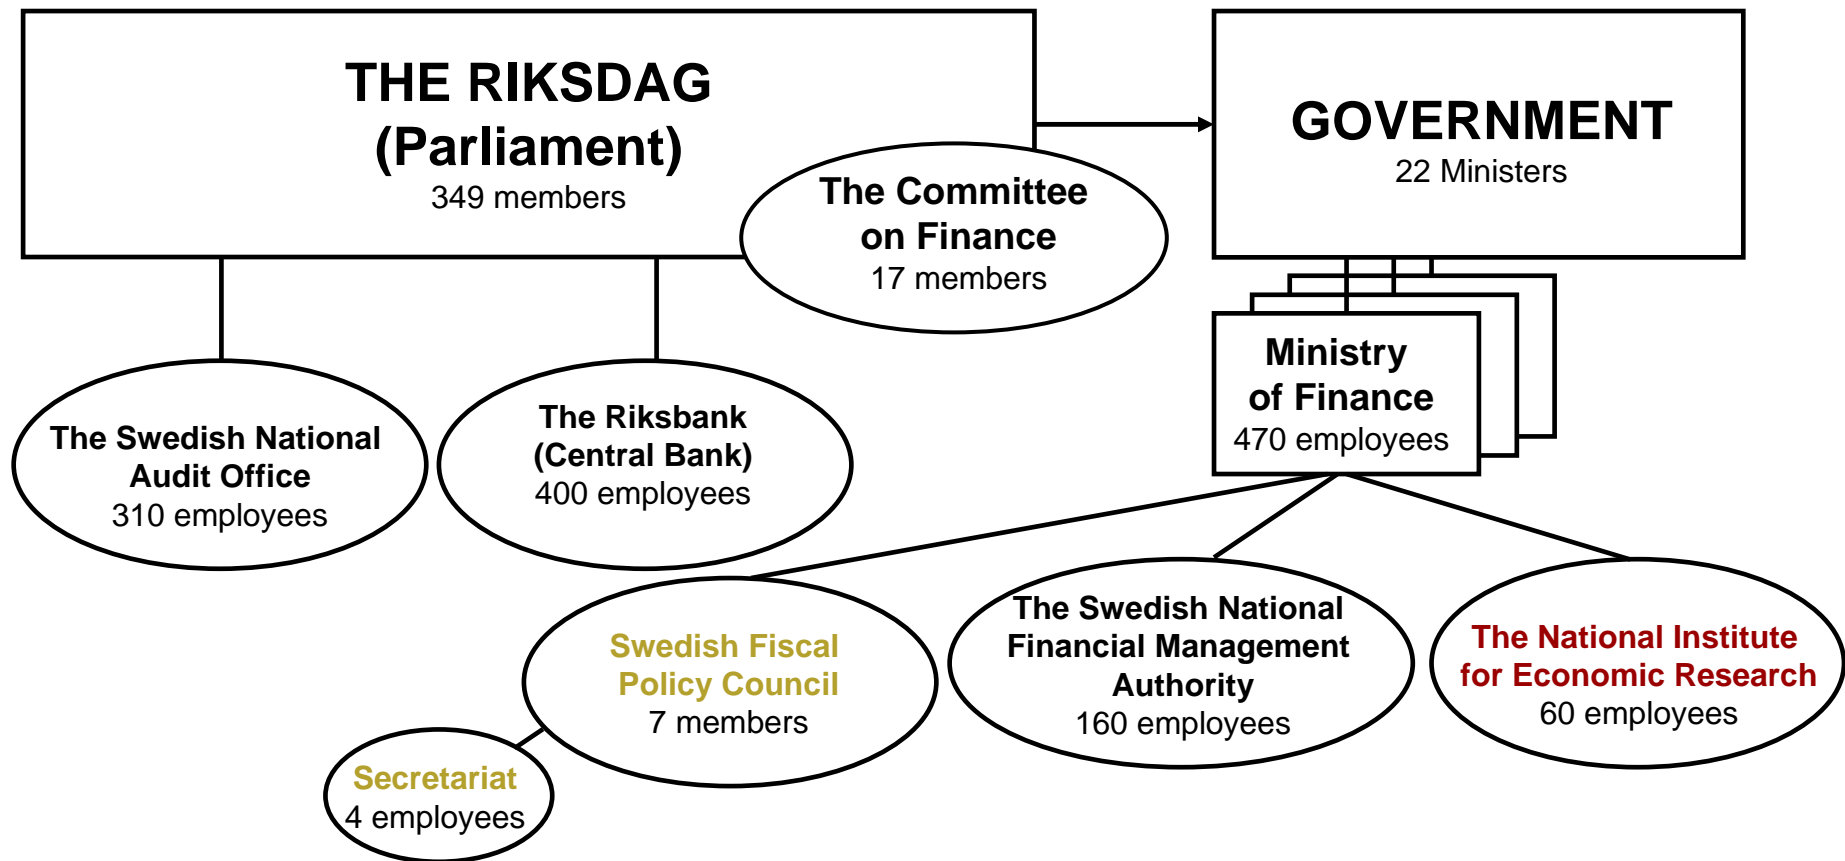 THE RIKSDAG
(Parliament)
349 members
GOVERNMENT
22 Ministers
The Committee
on Finance
17 members
Ministry
of Finance
470 employees
The Swedish National
Audit Office
310 employees
The Riksbank
(Central Bank)
400 employees
Swedish Fiscal
Policy Council
7 members
The Swedish National
Financial Management
Authority
160 employees
The National Institute
for Economic Research
60 employees
Secretariat
4 employees